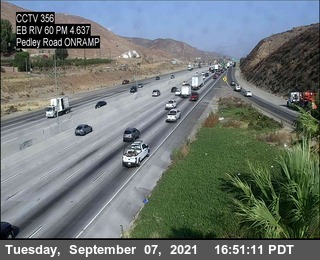 CCTV 356
EB RIV 60 PM 4.637
Pedley Road ONRAMP
Tuesday, September 07, 2021 16:51:11 PDT